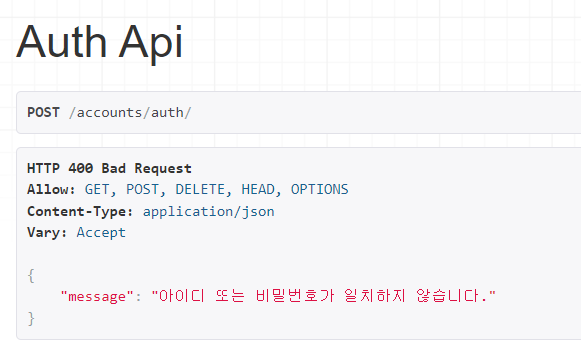 Auth Api
POST /accounts/auth/
HTTP 400 Bad Request
Allow: GET, POST, DELETE, HEAD, OPTIONS
Content-Type: application/json
Vary: Accept
{
    "message": "아이디 또는 비밀번호가 일치하지 않습니다."
}